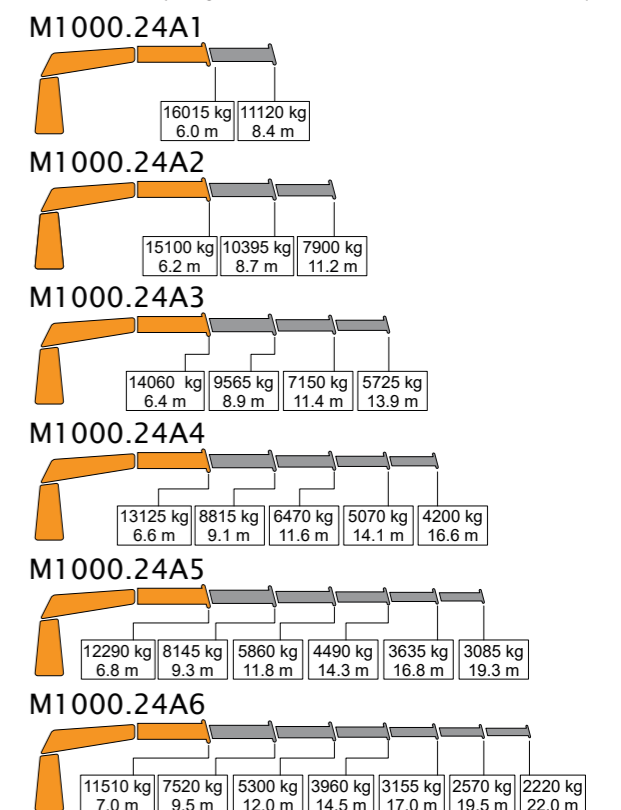 M1000.24A1
16015 kg 11120 kg
6.0 m 8.4 m
M1000.24A2
15100 kg 10395 kg 7900 kg
6.2 m 8.7 m 11.2 m
M1000.24A3
14060 kg 9565 kg 7150 kg 5725 kg
6.4 m 8.9 m 11.4 m 13.9 m
M1000.24A4
13125 kg 8815 kg 6470 kg 5070 kg 4200 kg
6.6 m 9.1 m 11.6 m 14.1 m 16.6 m
M1000.24A5
12290 kg 8145 kg 5860 kg 4490 kg 3635 kg 3085 kg
6.8 m 9.3 m 11.8 m 14.3 m 16.8 m 19.3 m
M1000.24A6
11510 kg 7520 kg 5300 kg 3960 kg 3155 kg 2570 kg 2220 kg
7.0 m 9.5 m 12.0 m 14.5 m 17.0 m 19.5 m 22.0 m